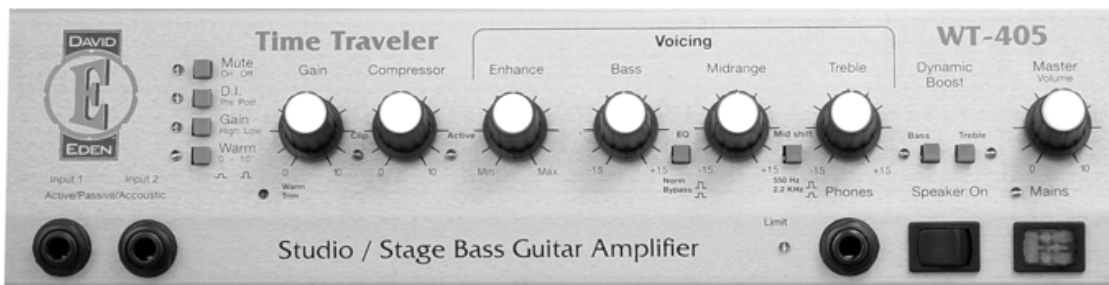 DAVID
E
EDEN
Time Traveler
Voicing
WT-405
Mute
On Off
D.I.
Pre Post
Gain
High Low
Warm
0 - 10
Gain
Compressor
Enhance
Bass
Midrange
Treble
Dynamic
Boost
Master
Volume
Clip
Active
EQ
Mid shift
Bass
Treble
0
10
0
10
Min
Max
-15
+15
-15
+15
-15
+15
0
10
Warm
Trim
Norm.
Bypass
550 Hz
2.2 KHz
Input 1
Input 2
Active/Passive/Accoustic
Phones
Speaker On
Mains
Limit
Studio / Stage Bass Guitar Amplifier